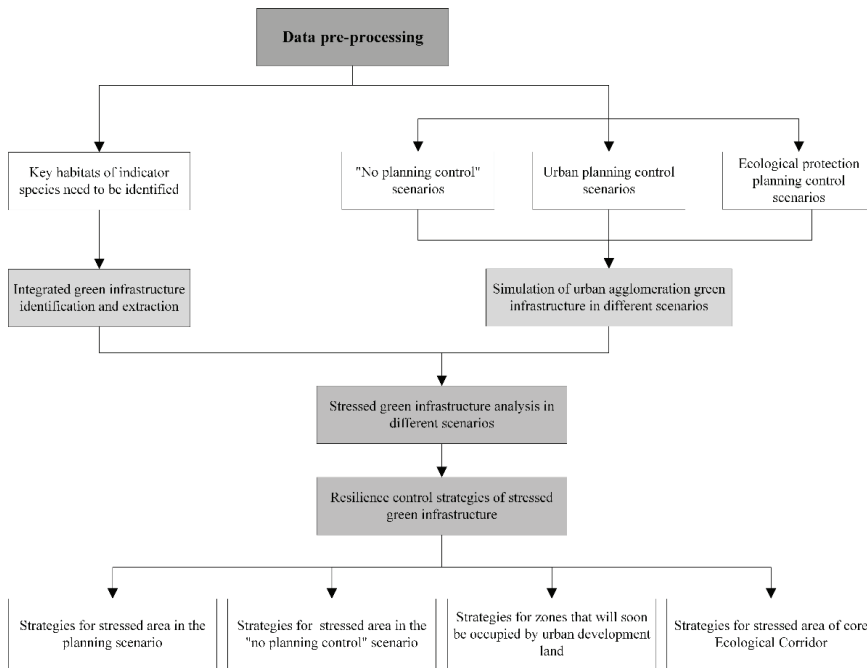 Data pre-processing
Key habitats of indicator
species need to be identified
"No planning control"
scenarios
Urban planning control
scenarios
Ecological protection
planning control
scenarios
Integrated green infrastructure
identification and extraction
Simulation of urban agglomeration green
infrastructure in different scenarios
Stressed green infrastructure analysis in
different scenarios
Resilience control strategies of stressed
green infrastructure
Strategies for stressed area in the
planning scenario
Strategies for stressed area in the
"no planning control" scenario
Strategies for zones that will soon
be occupied by urban development
land
Strategies for stressed area of core
Ecological Corridor